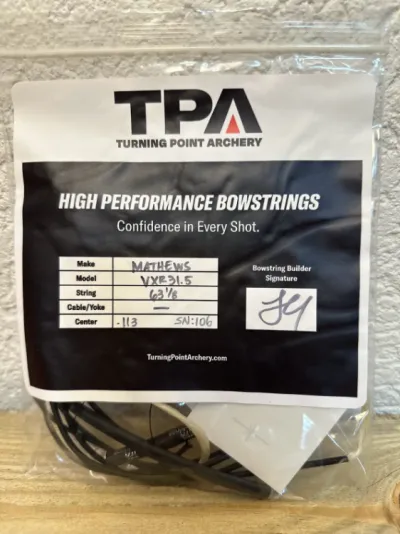 TPA
TURNING POINT ARCHERY
HIGH PERFORMANCE BOWSTRINGS
Confidence in Every Shot.
Make MATHEWS
Model VXR31.5
String 63 1/8
Cable/Yoke —
Center .113 SN:106
Bowstring Builder
Signature
TurningPointArchery.com